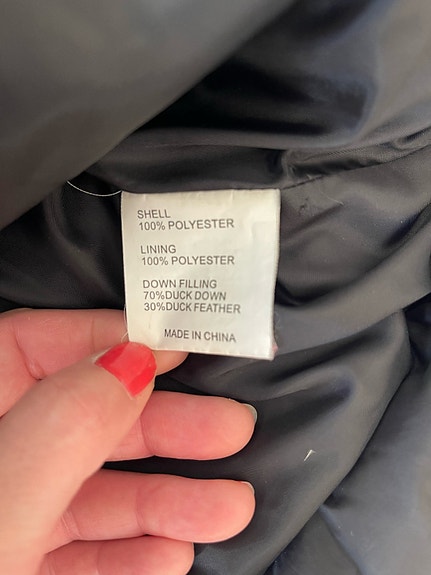 SHELL
100% POLYESTER
LINING
100% POLYESTER
DOWN FILLING
70%DUCK DOWN
30%DUCK FEATHER
MADE IN CHINA